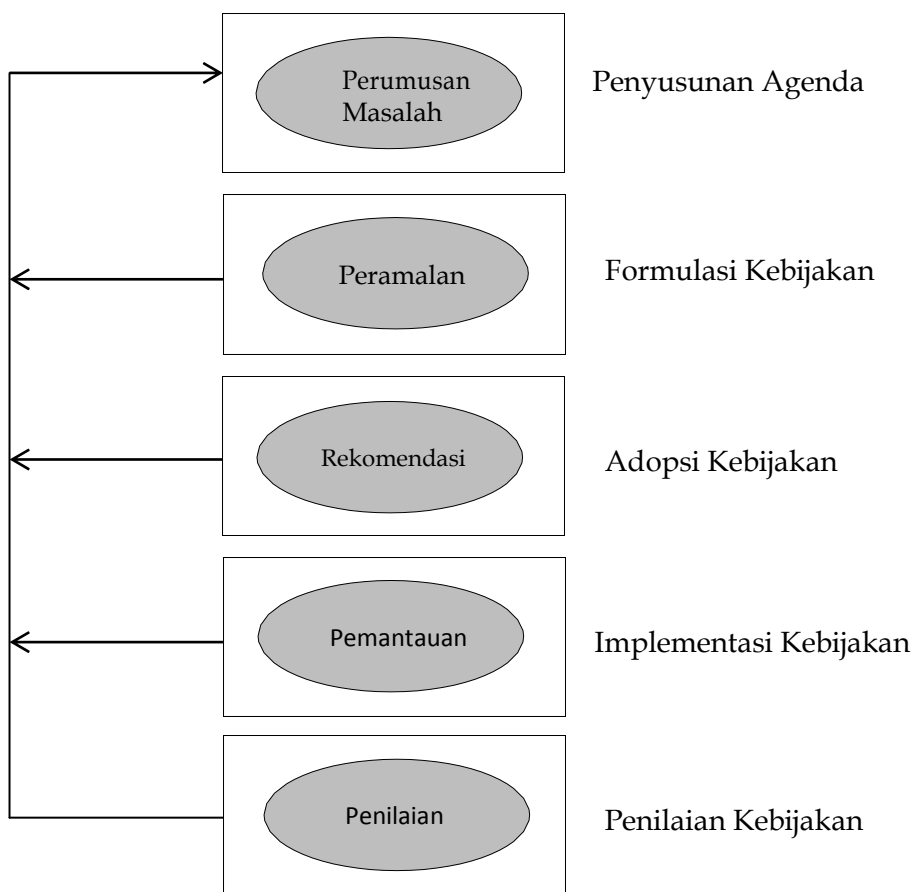 Perumusan
Masalah
Penyusunan Agenda
Peramalan
Formulasi Kebijakan
Rekomendasi
Adopsi Kebijakan
Pemantauan
Implementasi Kebijakan
Penilaian
Penilaian Kebijakan